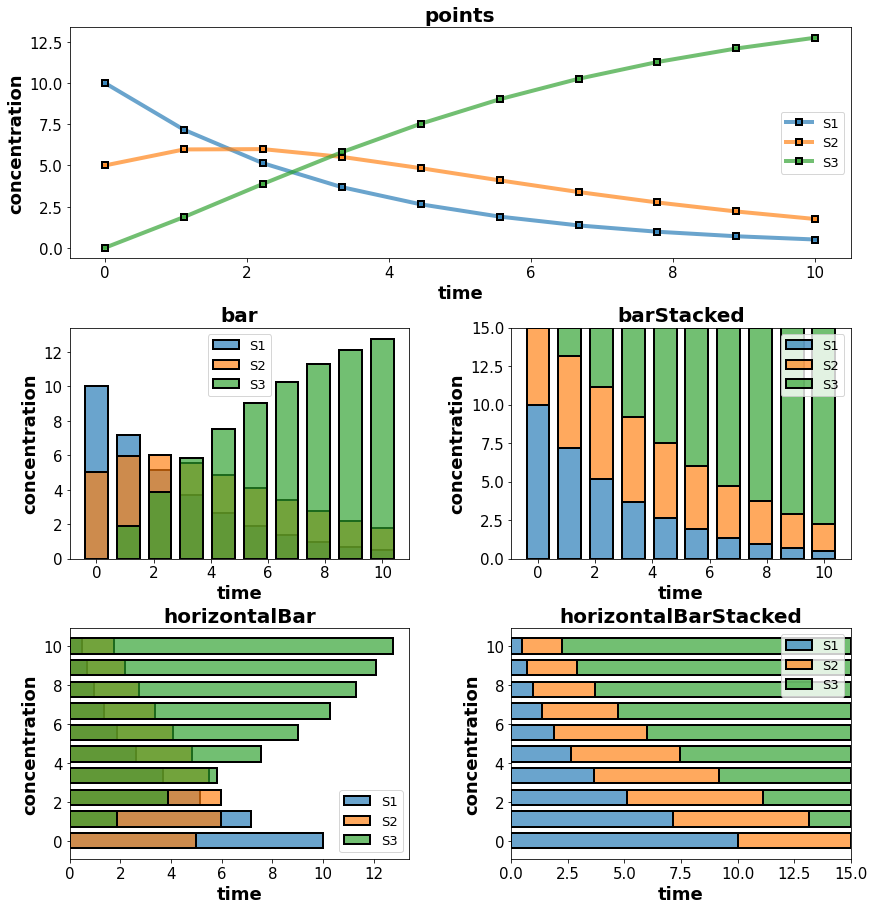 points
concentration
12.5
10.0
7.5
5.0
2.5
0.0
S1
S2
S3
0 2 4 6 8 10
time
bar
concentration
12
10
8
6
4
2
0
S1
S2
S3
0 2 4 6 8 10
time
barStacked
concentration
15.0
12.5
10.0
7.5
5.0
2.5
0.0
S1
S2
S3
0 2 4 6 8 10
time
horizontalBar
concentration
10
8
6
4
2
0
S1
S2
S3
0 2 4 6 8 10 12
time
horizontalBarStacked
concentration
10
8
6
4
2
0
S1
S2
S3
0.0 2.5 5.0 7.5 10.0 12.5 15.0
time